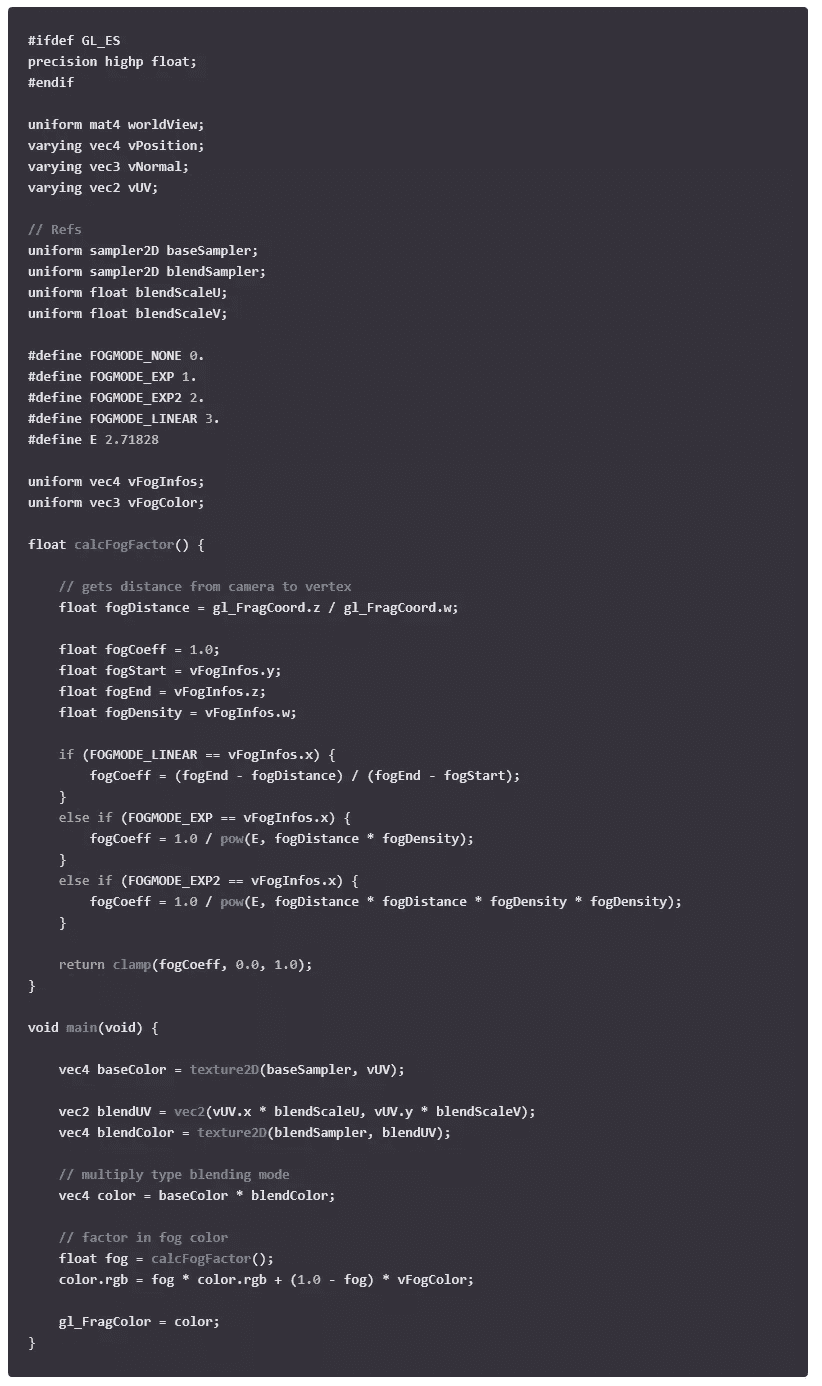 #ifdef GL_ES
precision highp float;
#endif

uniform mat4 worldView;
varying vec4 vPosition;
varying vec3 vNormal;
varying vec2 vUV;

// Refs
uniform sampler2D baseSampler;
uniform sampler2D blendSampler;
uniform float blendScaleU;
uniform float blendScaleV;

#define FOGMODE_NONE 0.
#define FOGMODE_EXP 1.
#define FOGMODE_EXP2 2.
#define FOGMODE_LINEAR 3.
#define E 2.71828

uniform vec4 vFogInfos;
uniform vec3 vFogColor;

float calcFogFactor() {

    // gets distance from camera to vertex
    float fogDistance = gl_FragCoord.z / gl_FragCoord.w;

    float fogCoeff = 1.0;
    float fogStart = vFogInfos.y;
    float fogEnd = vFogInfos.z;
    float fogDensity = vFogInfos.w;

    if (FOGMODE_LINEAR == vFogInfos.x) {
        fogCoeff = (fogEnd - fogDistance) / (fogEnd - fogStart);
    }
    else if (FOGMODE_EXP == vFogInfos.x) {
        fogCoeff = 1.0 / pow(E, fogDistance * fogDensity);
    }
    else if (FOGMODE_EXP2 == vFogInfos.x) {
        fogCoeff = 1.0 / pow(E, fogDistance * fogDistance * fogDensity * fogDensity);
    }

    return clamp(fogCoeff, 0.0, 1.0);
}

void main(void) {

    vec4 baseColor = texture2D(baseSampler, vUV);

    vec2 blendUV = vec2(vUV.x * blendScaleU, vUV.y * blendScaleV);
    vec4 blendColor = texture2D(blendSampler, blendUV);

    // multiply type blending mode
    vec4 color = baseColor * blendColor;

    // factor in fog color
    float fog = calcFogFactor();
    color.rgb = fog * color.rgb + (1.0 - fog) * vFogColor;

    gl_FragColor = color;
}